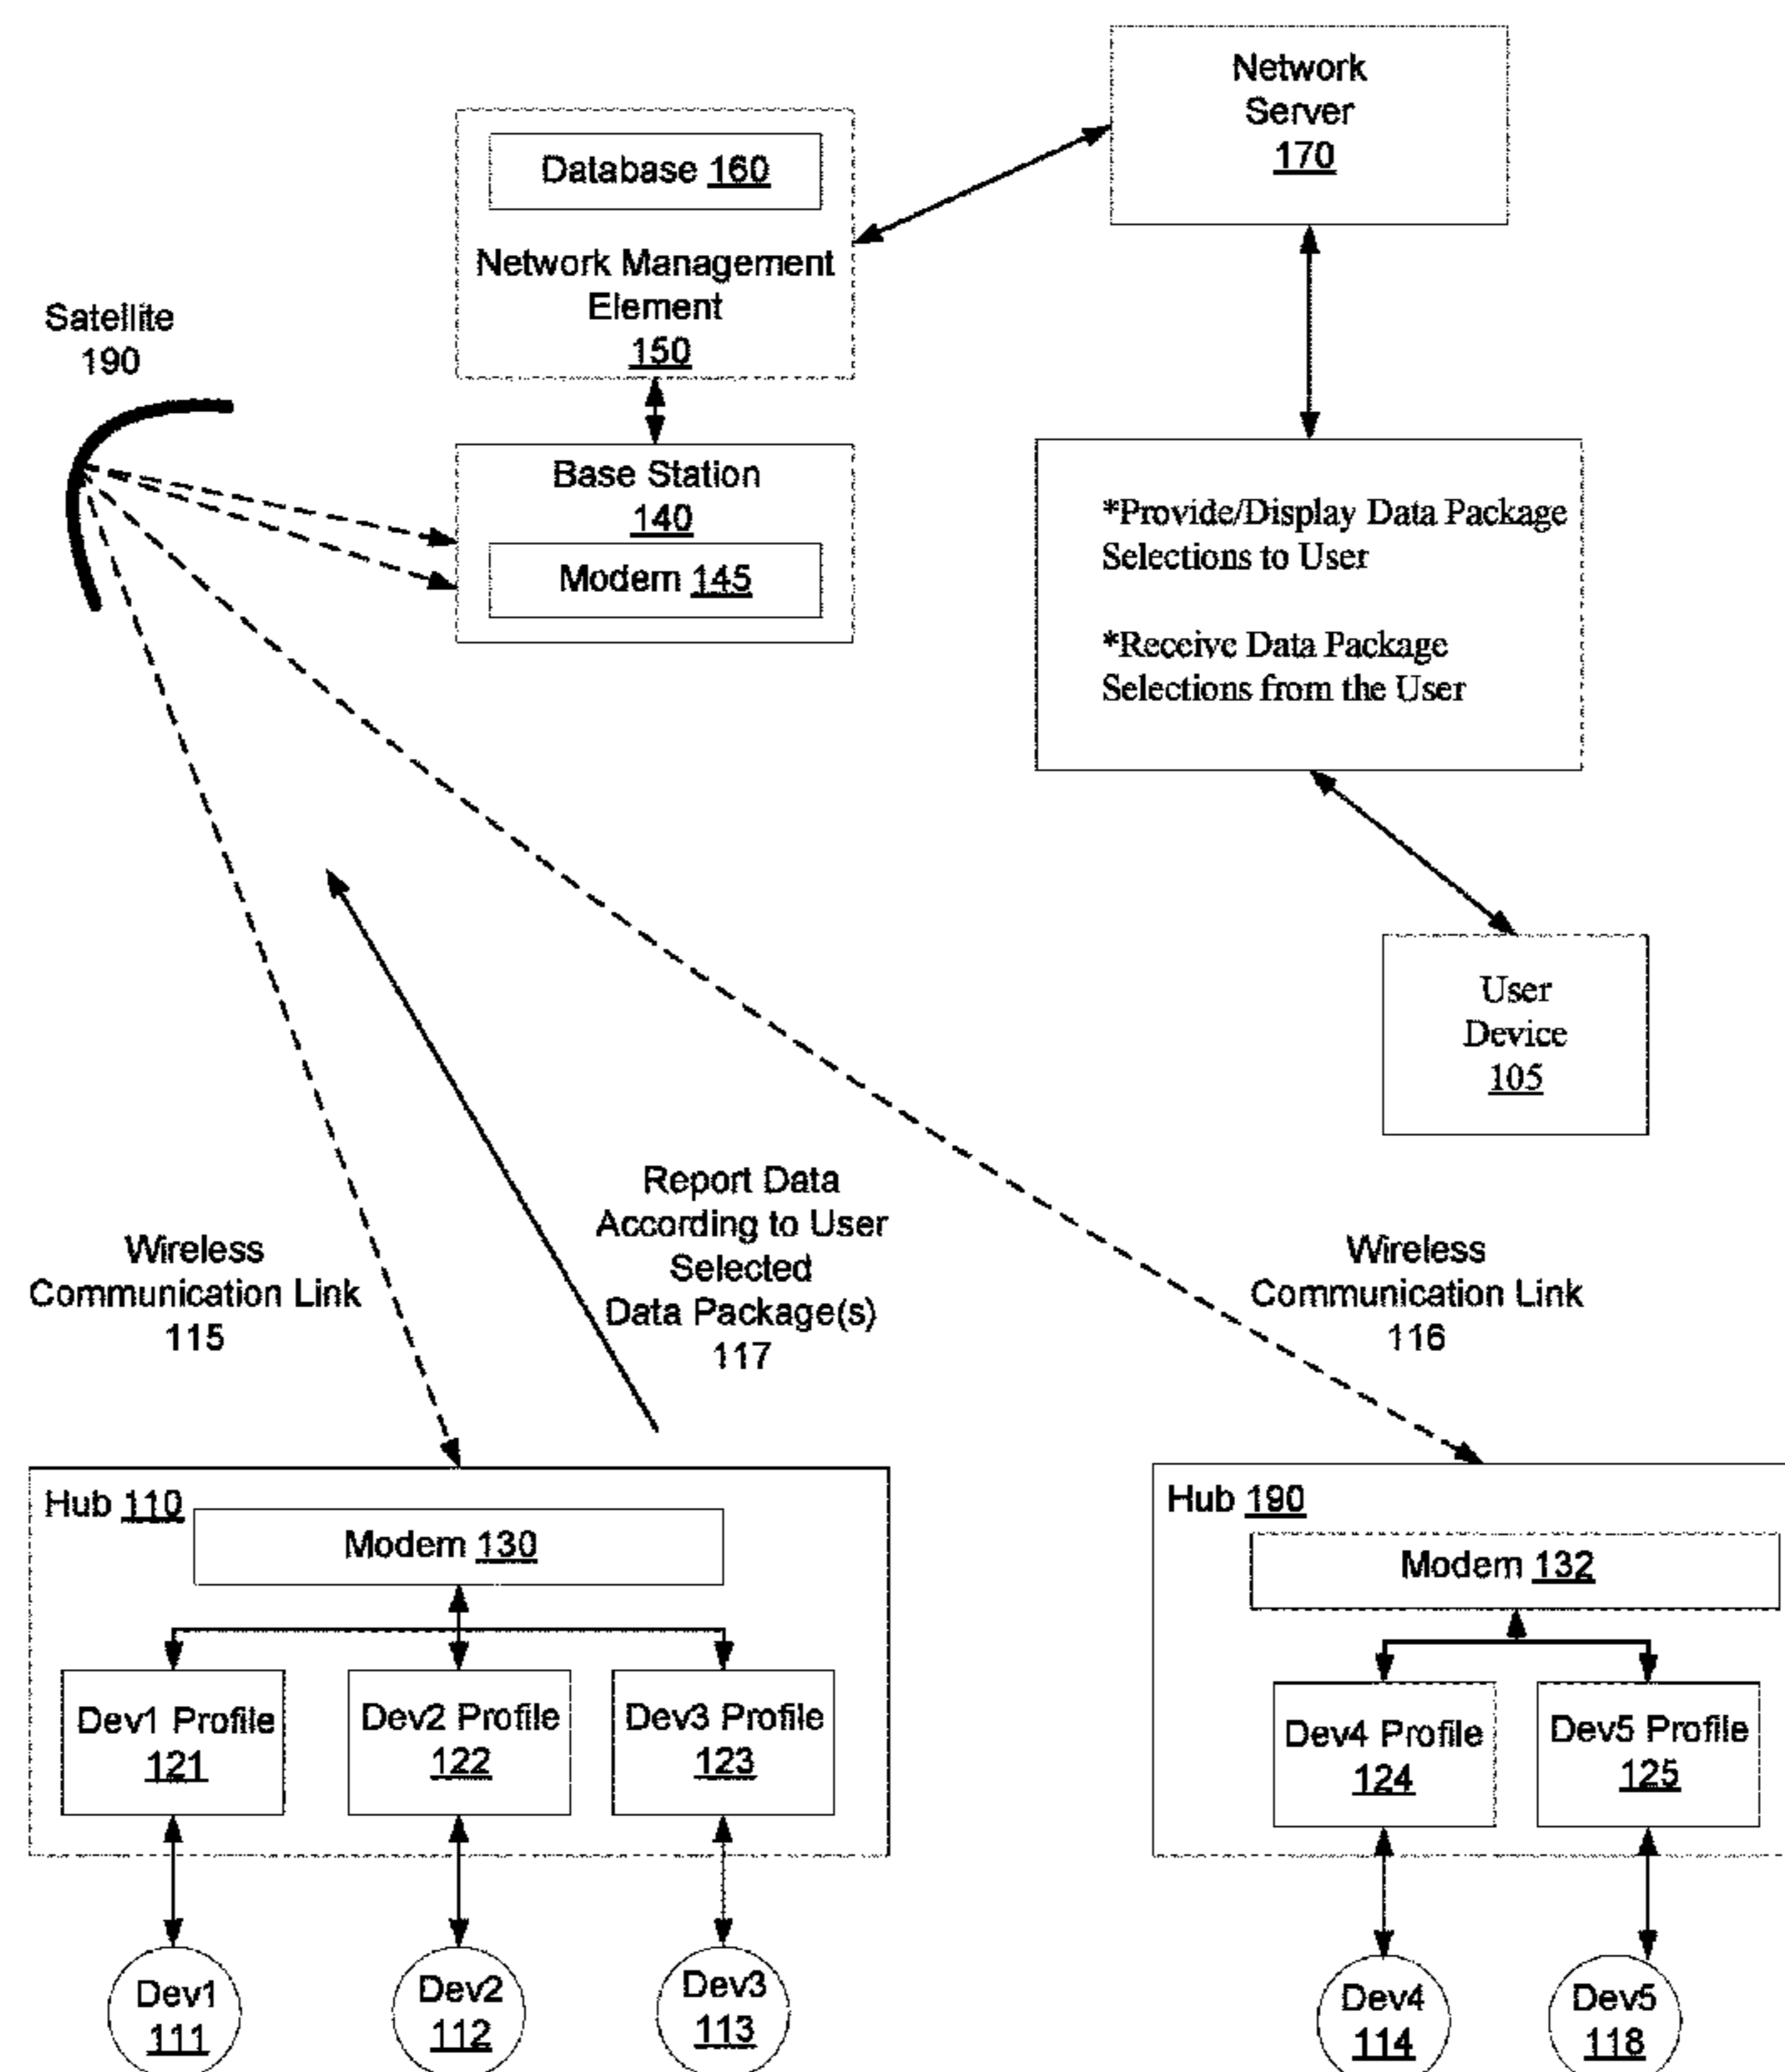 Network
Server
170
Database 160
Network Management
Element
150
Satellite
190
Base Station
140
Modem 145
*Provide/Display Data Package
Selections to User
*Receive Data Package
Selections from the User
User
Device
105
Report Data
According to User
Selected
Data Package(s)
117
Wireless
Communication Link
115
Wireless
Communication Link
116
Hub 110
Modem 130
Dev1 Profile
121
Dev2 Profile
122
Dev3 Profile
123
Dev1
111
Dev2
112
Dev3
113
Hub 190
Modem 132
Dev4 Profile
124
Dev5 Profile
125
Dev4
114
Dev5
118